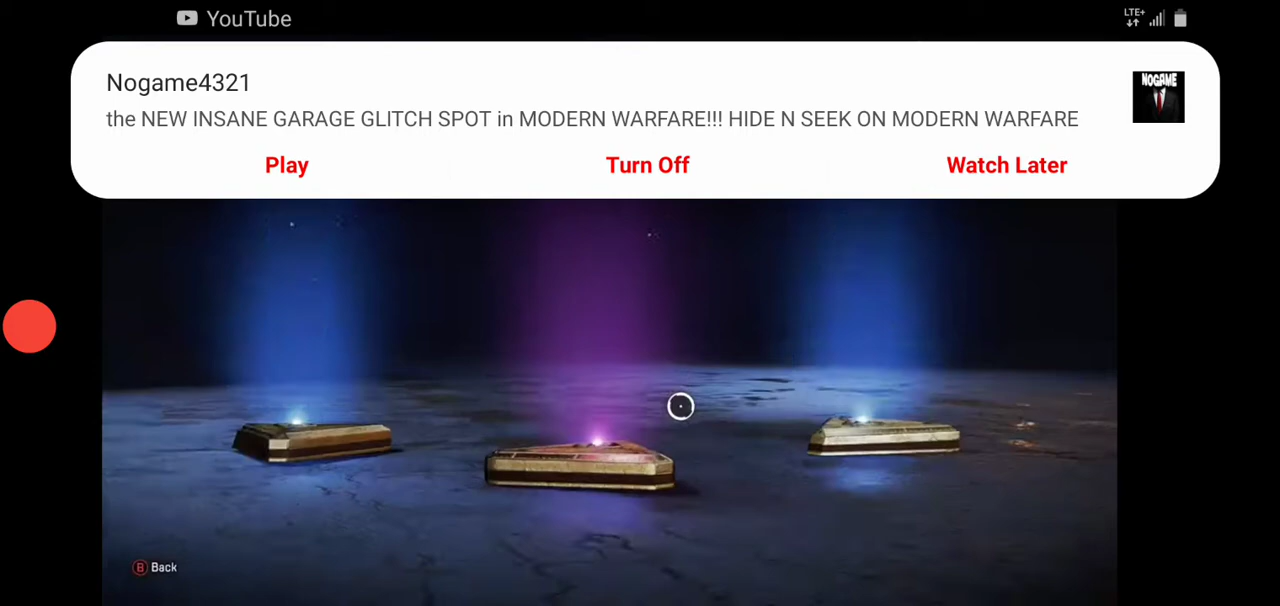 YouTube
LTE+
Nogame4321
NOGAME
the NEW INSANE GARAGE GLITCH SPOT in MODERN WARFARE!!! HIDE N SEEK ON MODERN WARFARE
Play
Turn Off
Watch Later
B Back